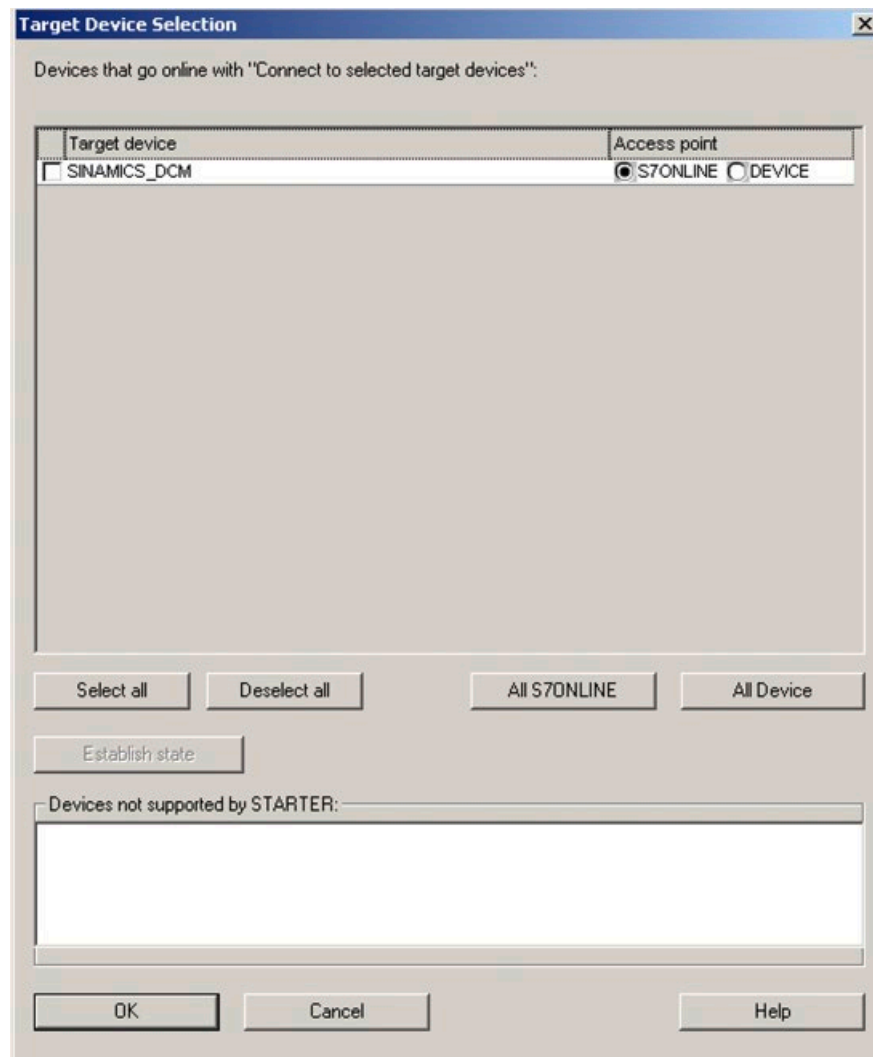 Target Device Selection
Devices that go online with "Connect to selected target devices":
Target device Access point
SINAMICS_DCM S7ONLINE DEVICE
Select all Deselect all All S7ONLINE All Device
Establish state
Devices not supported by STARTER:
OK Cancel Help